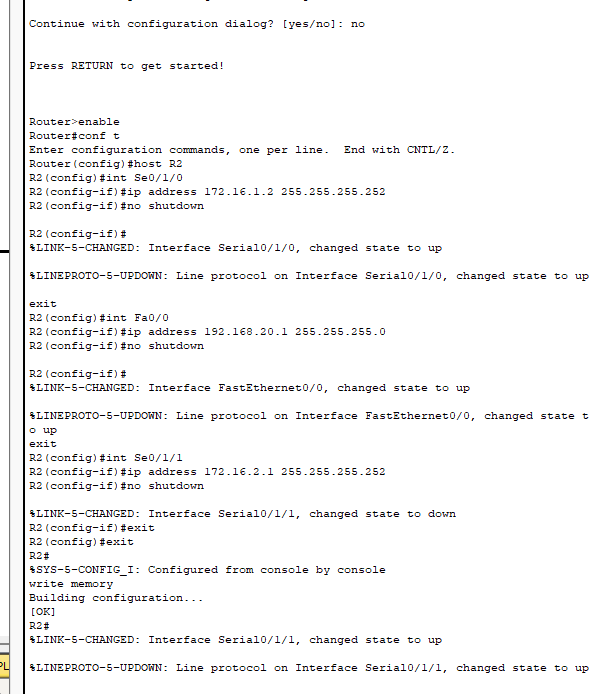 Continue with configuration dialog? [yes/no]: no
Press RETURN to get started!
Router>enable
Router#conf t
Enter configuration commands, one per line.  End with CNTL/Z.
Router(config)#host R2
R2(config)#int Se0/1/0
R2(config-if)#ip address 172.16.1.2 255.255.255.252
R2(config-if)#no shutdown
R2(config-if)#
%LINK-5-CHANGED: Interface Serial0/1/0, changed state to up
%LINEPROTO-5-UPDOWN: Line protocol on Interface Serial0/1/0, changed state to up
exit
R2(config)#int Fa0/0
R2(config-if)#ip address 192.168.20.1 255.255.255.0
R2(config-if)#no shutdown
R2(config-if)#
%LINK-5-CHANGED: Interface FastEthernet0/0, changed state to up
%LINEPROTO-5-UPDOWN: Line protocol on Interface FastEthernet0/0, changed state t
o up
exit
R2(config)#int Se0/1/1
R2(config-if)#ip address 172.16.2.1 255.255.255.252
R2(config-if)#no shutdown
%LINK-5-CHANGED: Interface Serial0/1/1, changed state to down
R2(config-if)#exit
R2(config)#exit
R2#
%SYS-5-CONFIG_I: Configured from console by console
write memory
Building configuration...
[OK]
R2#
%LINK-5-CHANGED: Interface Serial0/1/1, changed state to up
PL
%LINEPROTO-5-UPDOWN: Line protocol on Interface Serial0/1/1, changed state to up